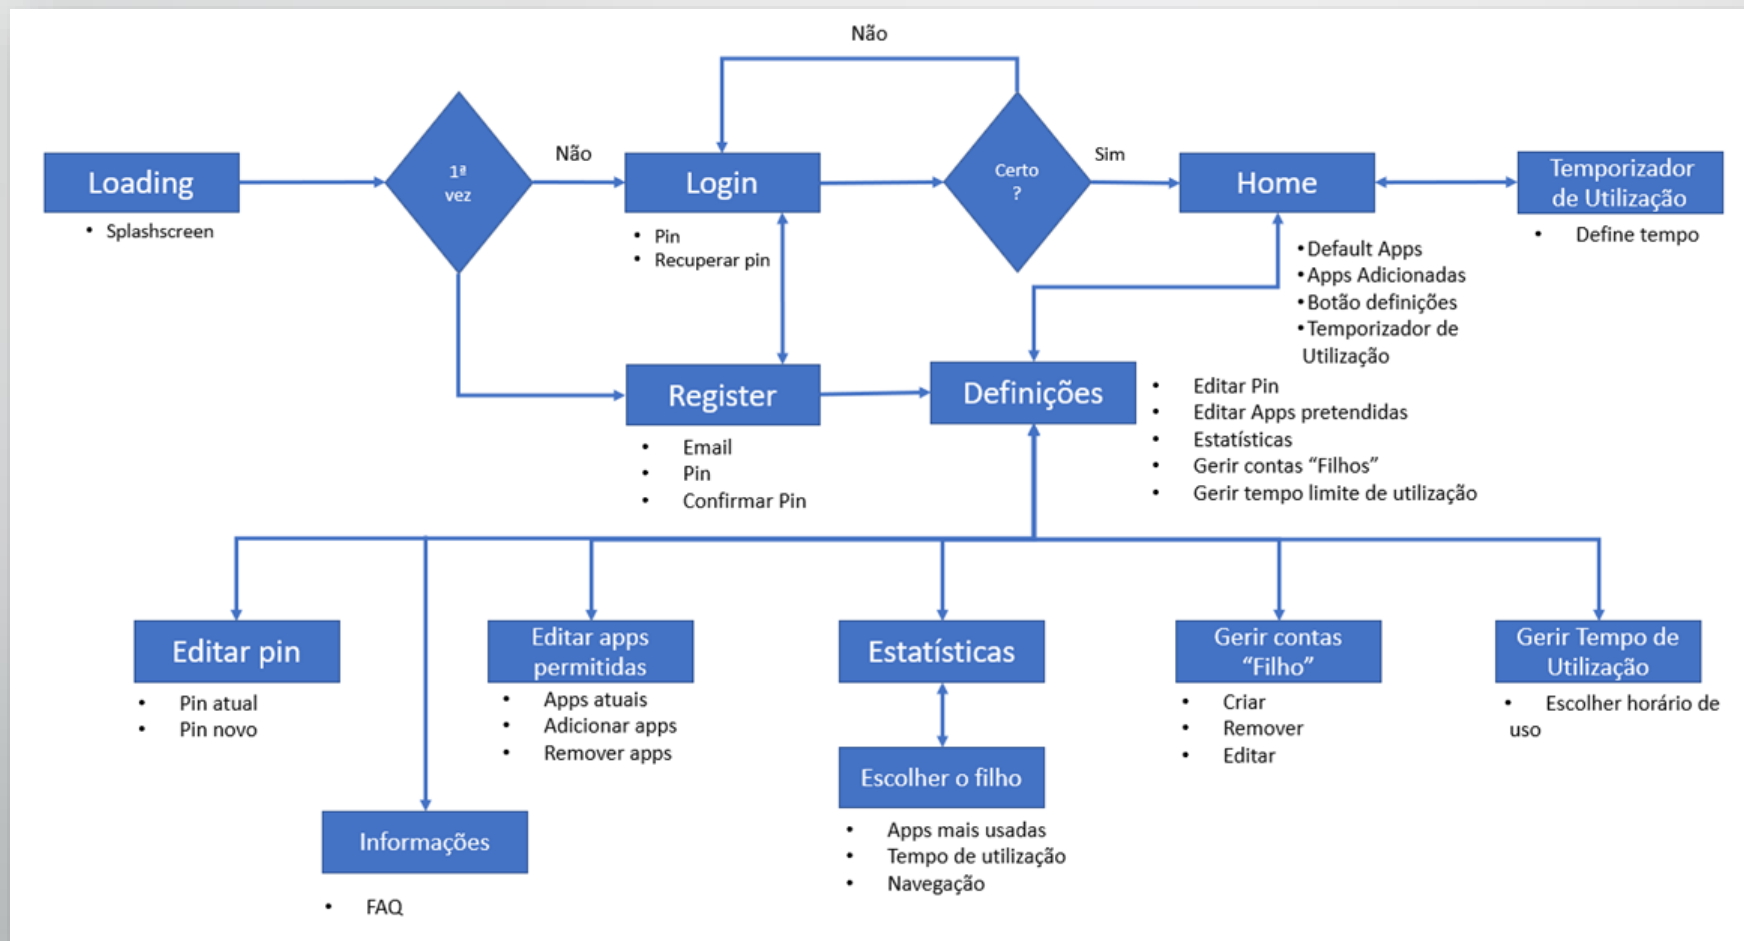 Não
Loading
• Splashscreen
1ª
vez
Não
Login
• Pin
• Recuperar pin
Certo
?
Sim
Home
• Default Apps
• Apps Adicionadas
• Botão definições
• Temporizador de
Utilização
Temporizador
de Utilização
• Define tempo
Register
• Email
• Pin
• Confirmar Pin
Definições
• Editar Pin
• Editar Apps pretendidas
• Estatísticas
• Gerir contas “Filhos”
• Gerir tempo limite de utilização
Editar pin
• Pin atual
• Pin novo
Informações
• FAQ
Editar apps
permitidas
• Apps atuais
• Adicionar apps
• Remover apps
Estatísticas
Escolher o filho
• Apps mais usadas
• Tempo de utilização
• Navegação
Gerir contas
“Filho”
• Criar
• Remover
• Editar
Gerir Tempo de
Utilização
• Escolher horário de
uso